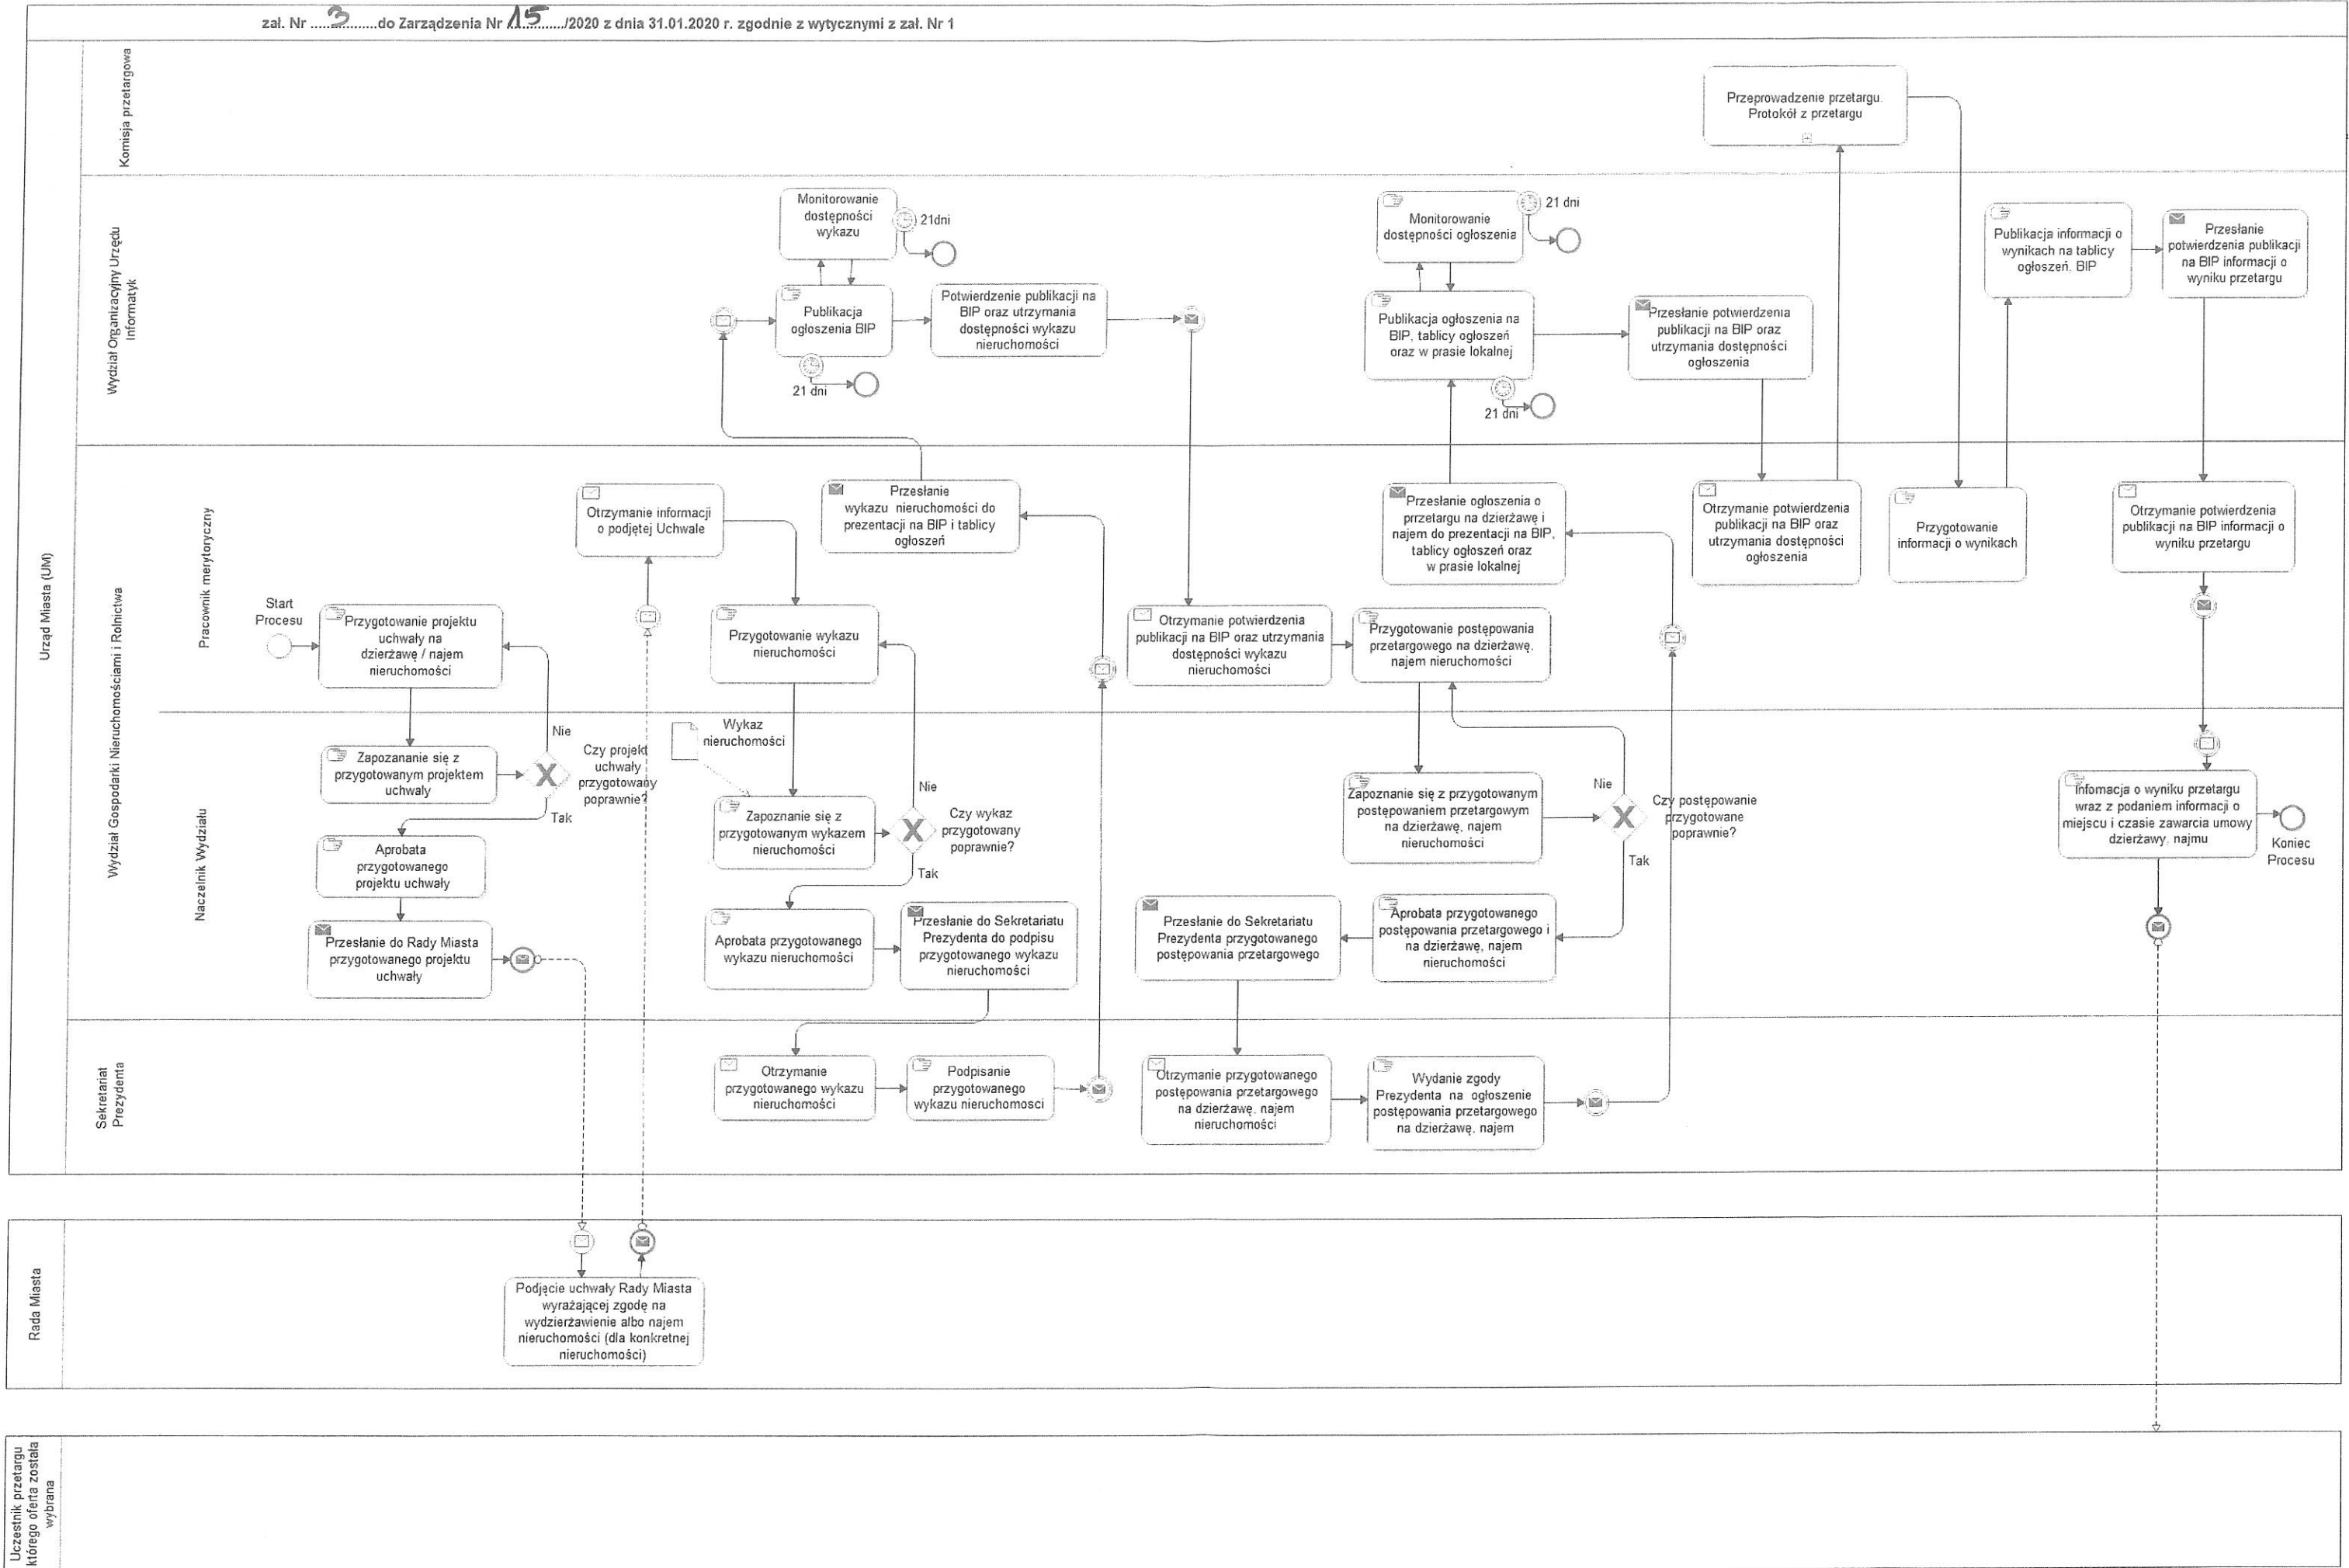 zał. Nr .....3..........do Zarządzenia Nr 15........./2020 z dnia 31.01.2020 r. zgodnie z wytycznymi z zał. Nr 1
Urząd Miasta (UM)
Komisja przetargowa
Przeprowadzenie przetargu.
Protokół z przetargu
Wydział Organizacyjny Urzędu
Informatyk
Monitorowanie
dostępności
wykazu
21dni
Publikacja
ogłoszenia BIP
21 dni
Potwierdzenie publikacji na
BIP oraz utrzymania
dostępności wykazu
nieruchomości
Monitorowanie
dostępności ogłoszenia
21 dni
Publikacja ogłoszenia na
BIP, tablicy ogłoszeń
oraz w prasie lokalnej
21 dni
Przesłanie potwierdzenia
publikacji na BIP oraz
utrzymania dostępności
ogłoszenia
Publikacja informacji o
wynikach na tablicy
ogłoszeń, BIP
Przesłanie
potwierdzenia publikacji
na BIP informacji o
wyniku przetargu
Wydział Gospodarki Nieruchomościami i Rolnictwa
Pracownik merytoryczny
Start
Procesu
Przygotowanie projektu
uchwały na
dzierżawę / najem
nieruchomości
Otrzymanie informacji
o podjętej Uchwale
Przygotowanie wykazu
nieruchomości
Przesłanie
wykazu nieruchomości do
prezentacji na BIP i tablicy
ogłoszeń
Otrzymanie potwierdzenia
publikacji na BIP oraz utrzymania
dostępności wykazu
nieruchomości
Przygotowanie postępowania
przetargowego na dzierżawę,
najem nieruchomości
Przesłanie ogloszenia o
prrzetargu na dzierżawę i
najem do prezentacji na BIP,
tablicy ogłoszeń oraz
w prasie lokalnej
Otrzymanie potwierdzenia
publikacji na BIP oraz
utrzymania dostępności
ogłoszenia
Przygotowanie
informacji o wynikach
Otrzymanie potwierdzenia
publikacji na BIP informacji o
wyniku przetargu
Naczelnik Wydziału
Zapozananie się z
przygotowanym projektem
uchwaly
Nie
Czy projekt
uchwały
przygotowany
poprawnie?
Tak
Aprobata
przygotowanego
projektu uchwały
Przesłanie do Rady Miasta
przygotowanego projektu
uchwały
Wykaz
nieruchomości
Zapoznanie się z
przygotowanym wykazem
nieruchomości
Nie
Czy wykaz
przygotowany
poprawnie?
Tak
Aprobata przygotowanego
wykazu nieruchomości
Przesłanie do Sekretariatu
Prezydenta do podpisu
przygotowanego wykazu
nieruchomości
Zapoznanie się z przygotowanym
postępowaniem przetargowym
na dzierżawę, najem
nieruchomości
Nie
Czy postępowanie
przygotowane
poprawnie?
Tak
Aprobata przygotowanego
postępowania przetargowego i
na dzierżawę, najem
nieruchomości
Przesłanie do Sekretariatu
Prezydenta przygotowanego
postępowania przetargowego
Infomacja o wyniku przetargu
wraz z podaniem informacji o
miejscu i czasie zawarcia umowy
dzierżawy, najmu
Koniec
Procesu
Sekretariat
Prezydenta
Otrzymanie
przygotowanego wykazu
nieruchomości
Podpisanie
przygotowanego
wykazu nieruchomosci
Otrzymanie przygotowanego
postępowania przetargowego
na dzierżawę, najem
nieruchomości
Wydanie zgody
Prezydenta na ogłoszenie
postępowania przetargowego
na dzierżawę, najem
Rada Miasta
Podjęcie uchwały Rady Miasta
wyrażającej zgodę na
wydzierżawienie albo najem
nieruchomości (dla konkretnej
nieruchomości)
Uczestnik przetargu
którego oferta została
wybrana